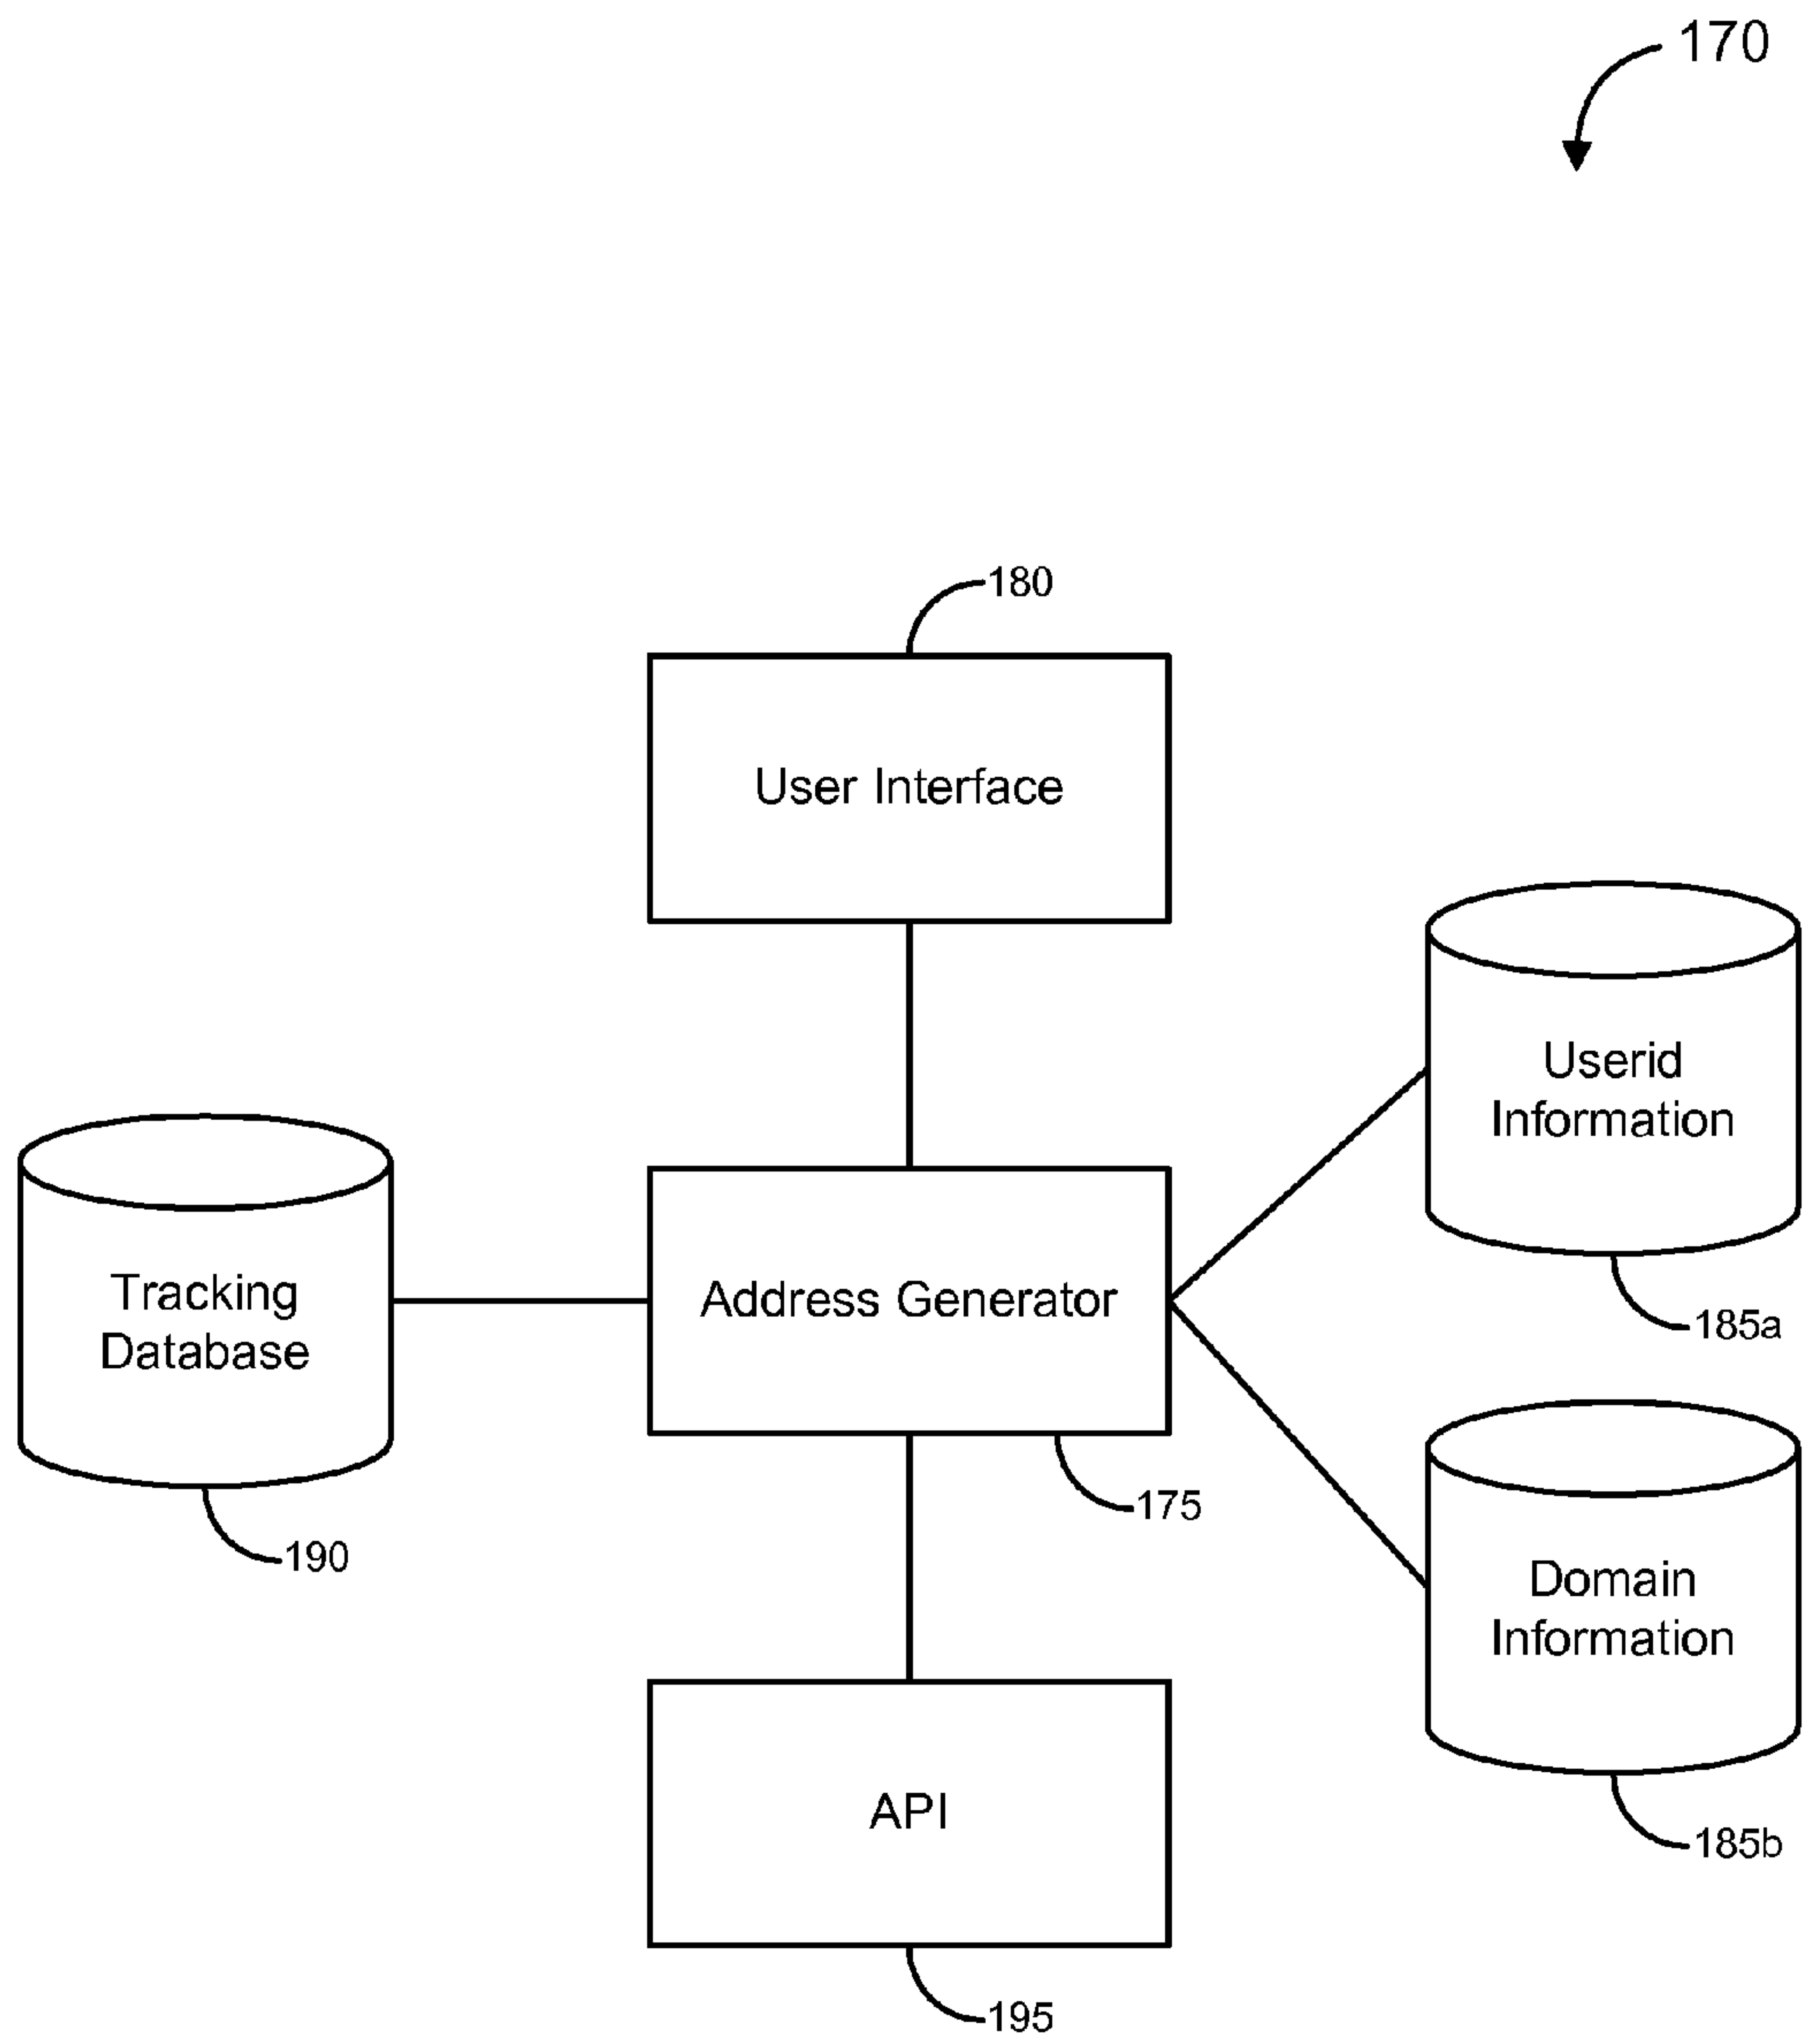 170
180
User Interface
Userid
Information
185a
Tracking
Database
190
Address Generator
175
Domain
Information
185b
API
195